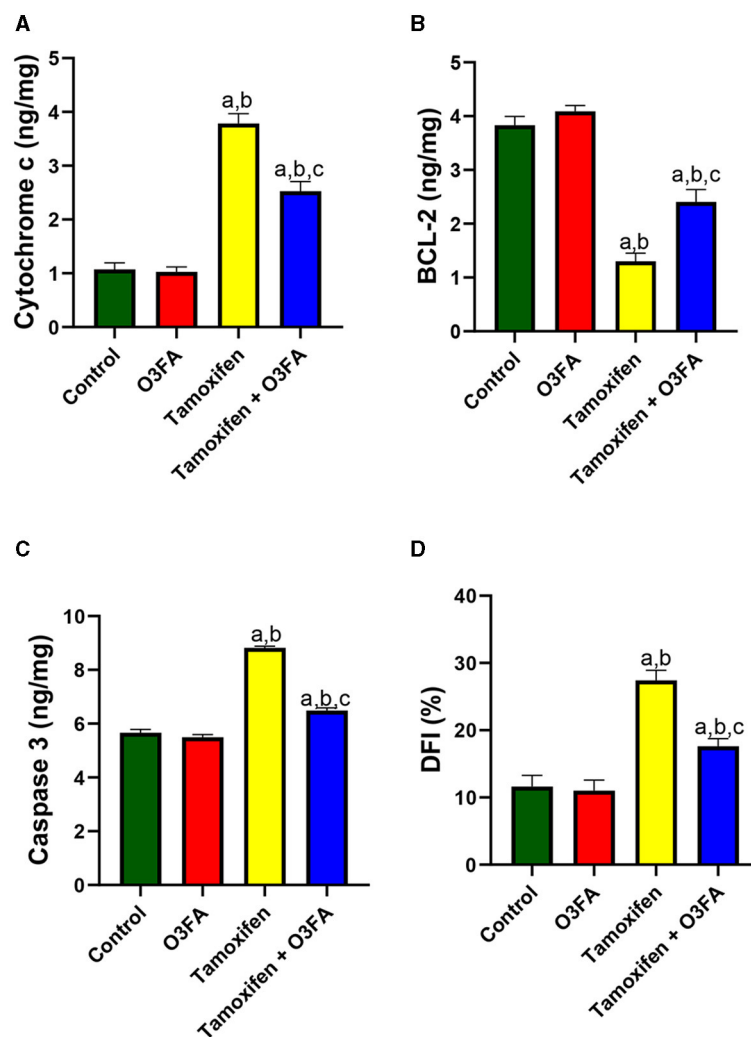 A
Cytochrome c (ng/mg)
5
4
3
2
1
0
a,b
a,b,c
Control
O3FA
Tamoxifen
Tamoxifen + O3FA
B
BCL-2 (ng/mg)
5
4
3
2
1
0
a,b
a,b,c
Control
O3FA
Tamoxifen
Tamoxifen + O3FA
C
Caspase 3 (ng/mg)
10
8
6
4
2
0
a,b
a,b,c
Control
O3FA
Tamoxifen
Tamoxifen + O3FA
D
DFI (%)
40
30
20
10
0
a,b
a,b,c
Control
O3FA
Tamoxifen
Tamoxifen + O3FA